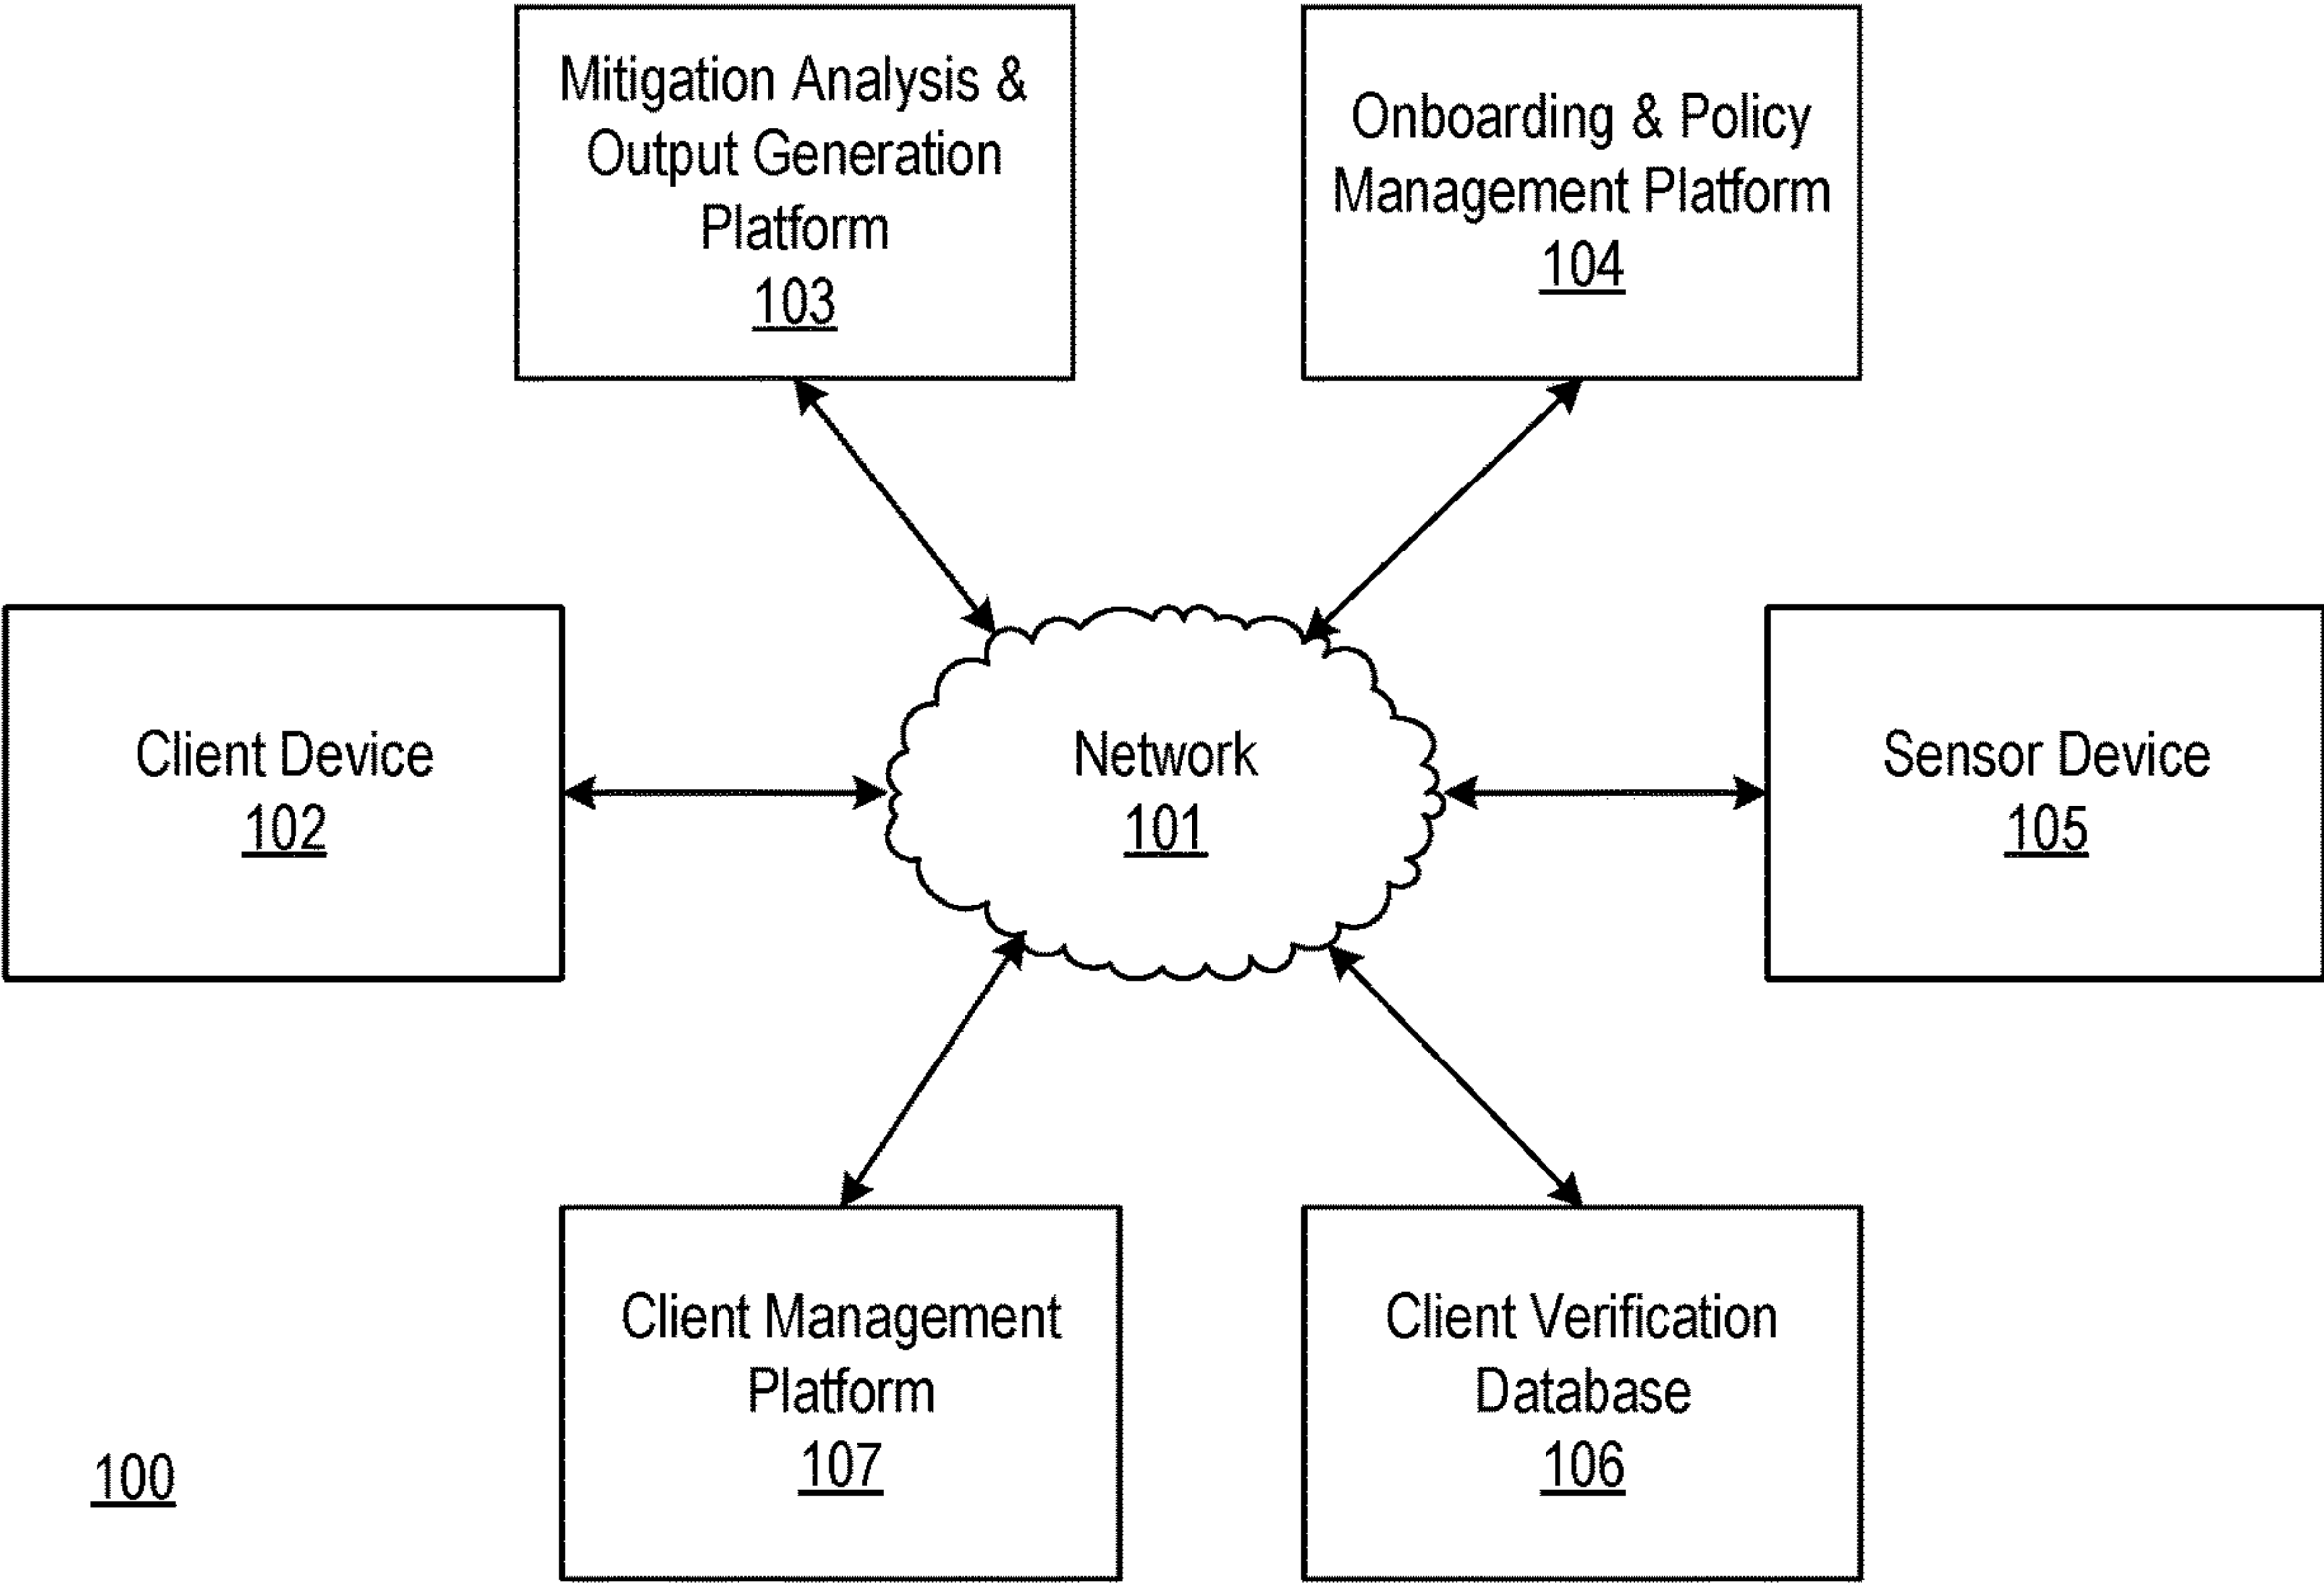 Mitigation Analysis &
Output Generation
Platform
103
Onboarding & Policy
Management Platform
104
Client Device
102
Network
101
Sensor Device
105
Client Management
Platform
107
Client Verification
Database
106
100